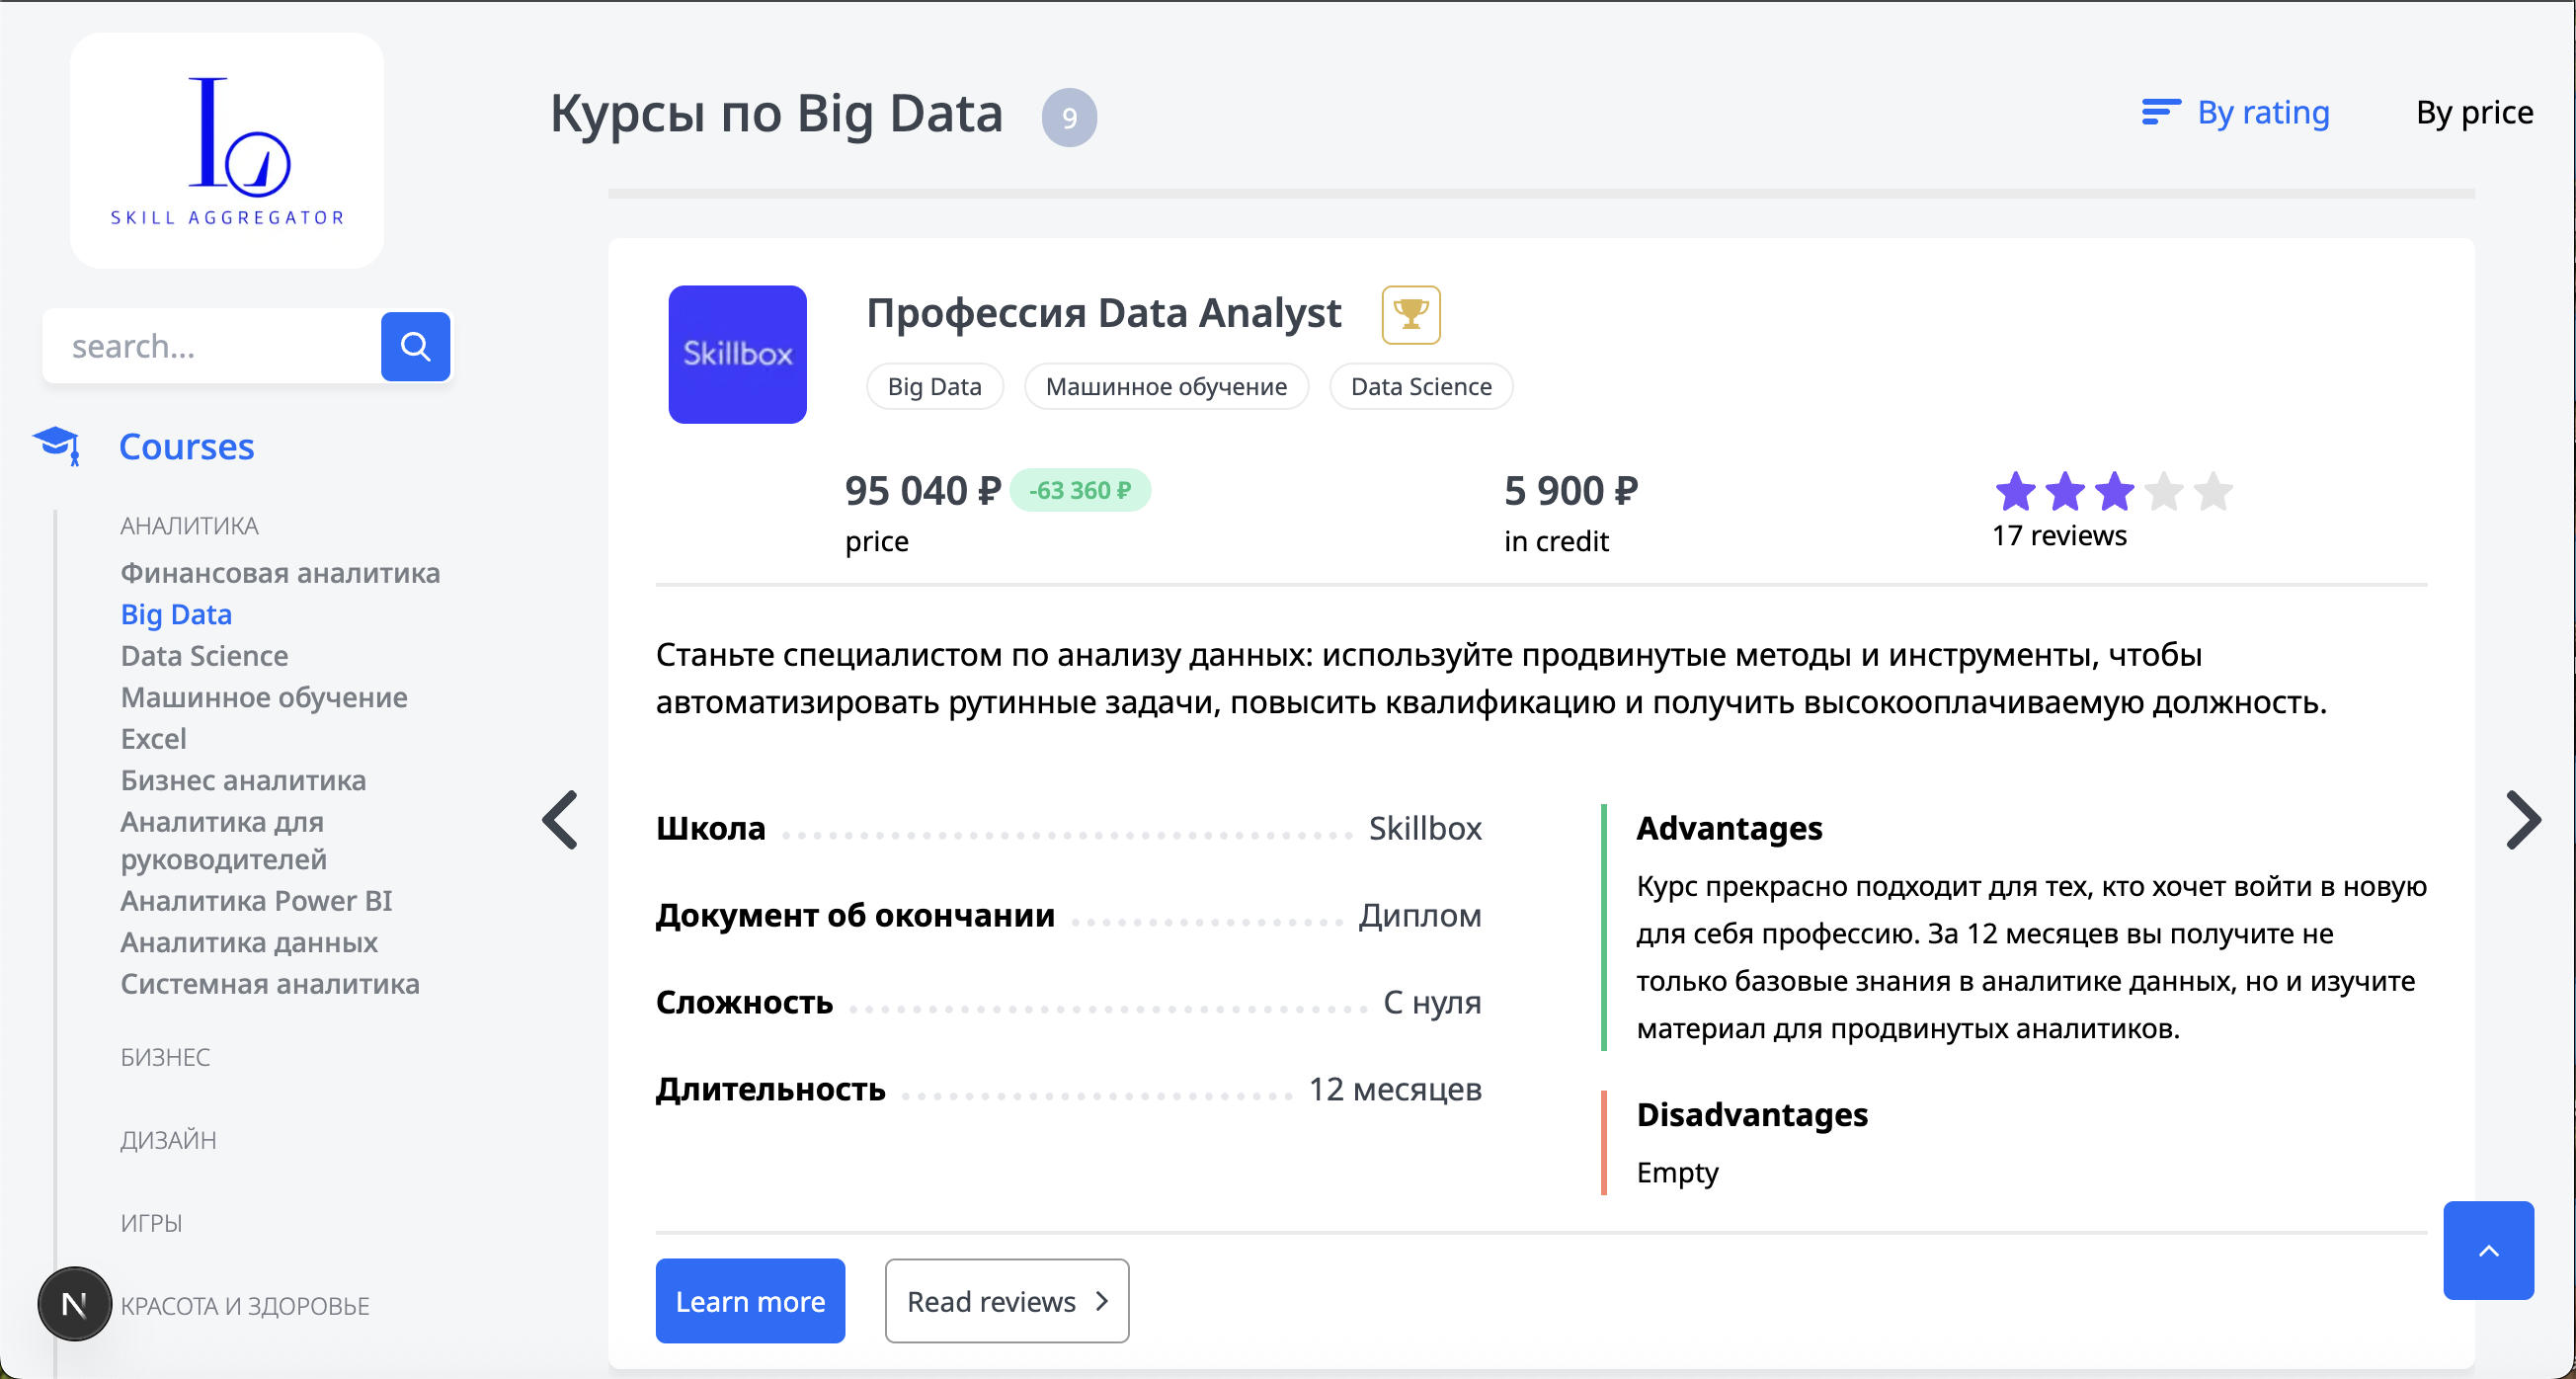 SKILL AGGREGATOR
search...
Courses
АНАЛИТИКА
Финансовая аналитика
Big Data
Data Science
Машинное обучение
Excel
Бизнес аналитика
Аналитика для
руководителей
Аналитика Power BI
Аналитика данных
Системная аналитика
БИЗНЕС
ДИЗАЙН
ИГРЫ
КРАСОТА И ЗДОРОВЬЕ
N
Курсы по Big Data 9
By rating By price
Skillbox
Профессия Data Analyst
Big Data Машинное обучение Data Science
95 040 ₽ -63 360 ₽ 5 900 ₽
price in credit 17 reviews
Станьте специалистом по анализу данных: используйте продвинутые методы и инструменты, чтобы
автоматизировать рутинные задачи, повысить квалификацию и получить высокооплачиваемую должность.
Школа Skillbox
Документ об окончании Диплом
Сложность С нуля
Длительность 12 месяцев
Advantages
Курс прекрасно подходит для тех, кто хочет войти в новую
для себя профессию. За 12 месяцев вы получите не
только базовые знания в аналитике данных, но и изучите
материал для продвинутых аналитиков.
Disadvantages
Empty
Learn more Read reviews